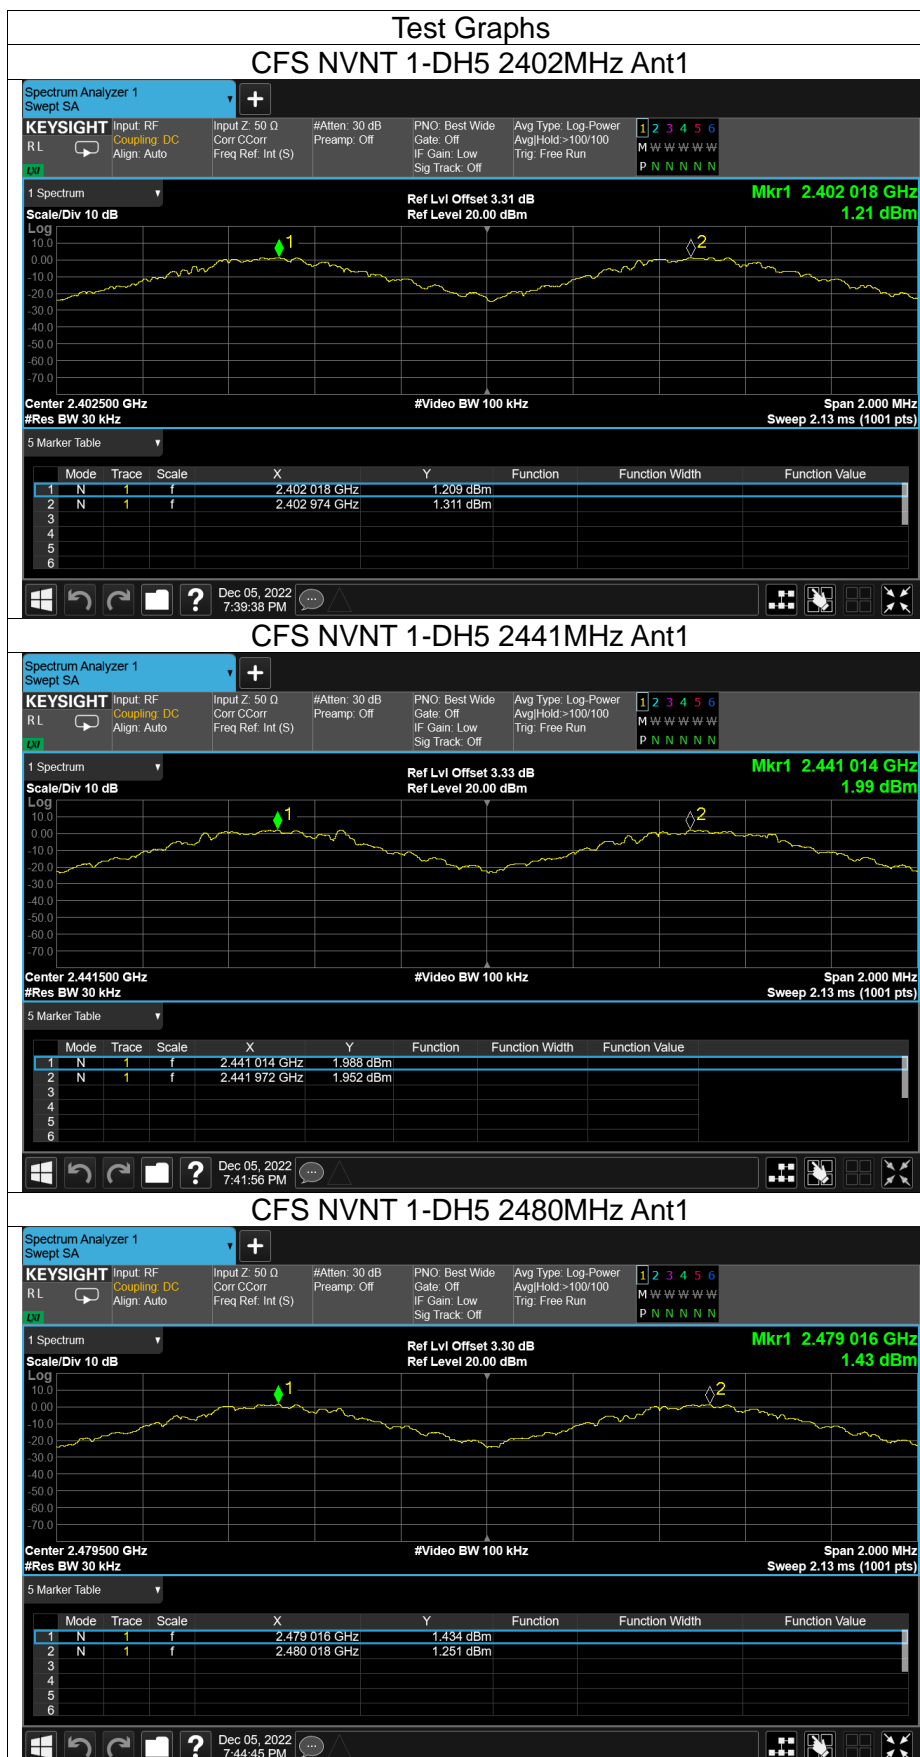 Test Graphs
CFS NVNT 1-DH5 2402MHz Ant1
Spectrum Analyzer 1
Swept SA
+
KEYSIGHT Input: RF Input Z: 50 Ω #Atten: 30 dB PNO: Best Wide Avg Type: Log-Power 1 2 3 4 5 6
RL Coupling: DC Corr CCorr Preamp: Off Gate: Off Avg|Hold:>100/100 M W W W W W
Align: Auto Freq Ref: Int (S) IF Gain: Low Trig: Free Run
LXI Sig Track: Off P N N N N N
1 Spectrum Ref Lvl Offset 3.31 dB Mkr1 2.402 018 GHz
Scale/Div 10 dB Ref Level 20.00 dBm 1.21 dBm
Log
10.0 1 2
0.00
-10.0
-20.0
-30.0
-40.0
-50.0
-60.0
-70.0
Center 2.402500 GHz #Video BW 100 kHz Span 2.000 MHz
#Res BW 30 kHz Sweep 2.13 ms (1001 pts)
5 Marker Table
Mode Trace Scale X Y Function Function Width Function Value
1 N 1 f 2.402 018 GHz 1.209 dBm
2 N 1 f 2.402 974 GHz 1.311 dBm
3
4
5
6
? Dec 05, 2022
7:39:38 PM
CFS NVNT 1-DH5 2441MHz Ant1
Spectrum Analyzer 1
Swept SA
+
KEYSIGHT Input: RF Input Z: 50 Ω #Atten: 30 dB PNO: Best Wide Avg Type: Log-Power 1 2 3 4 5 6
RL Coupling: DC Corr CCorr Preamp: Off Gate: Off Avg|Hold:>100/100 M W W W W W
Align: Auto Freq Ref: Int (S) IF Gain: Low Trig: Free Run
LXI Sig Track: Off P N N N N N
1 Spectrum Ref Lvl Offset 3.33 dB Mkr1 2.441 014 GHz
Scale/Div 10 dB Ref Level 20.00 dBm 1.99 dBm
Log
10.0 1 2
0.00
-10.0
-20.0
-30.0
-40.0
-50.0
-60.0
-70.0
Center 2.441500 GHz #Video BW 100 kHz Span 2.000 MHz
#Res BW 30 kHz Sweep 2.13 ms (1001 pts)
5 Marker Table
Mode Trace Scale X Y Function Function Width Function Value
1 N 1 f 2.441 014 GHz 1.988 dBm
2 N 1 f 2.441 972 GHz 1.952 dBm
3
4
5
6
? Dec 05, 2022
7:41:56 PM
CFS NVNT 1-DH5 2480MHz Ant1
Spectrum Analyzer 1
Swept SA
+
KEYSIGHT Input: RF Input Z: 50 Ω #Atten: 30 dB PNO: Best Wide Avg Type: Log-Power 1 2 3 4 5 6
RL Coupling: DC Corr CCorr Preamp: Off Gate: Off Avg|Hold:>100/100 M W W W W W
Align: Auto Freq Ref: Int (S) IF Gain: Low Trig: Free Run
LXI Sig Track: Off P N N N N N
1 Spectrum Ref Lvl Offset 3.30 dB Mkr1 2.479 016 GHz
Scale/Div 10 dB Ref Level 20.00 dBm 1.43 dBm
Log
10.0 1 2
0.00
-10.0
-20.0
-30.0
-40.0
-50.0
-60.0
-70.0
Center 2.479500 GHz #Video BW 100 kHz Span 2.000 MHz
#Res BW 30 kHz Sweep 2.13 ms (1001 pts)
5 Marker Table
Mode Trace Scale X Y Function Function Width Function Value
1 N 1 f 2.479 016 GHz 1.434 dBm
2 N 1 f 2.480 018 GHz 1.251 dBm
3
4
5
6
? Dec 05, 2022
7:44:45 PM